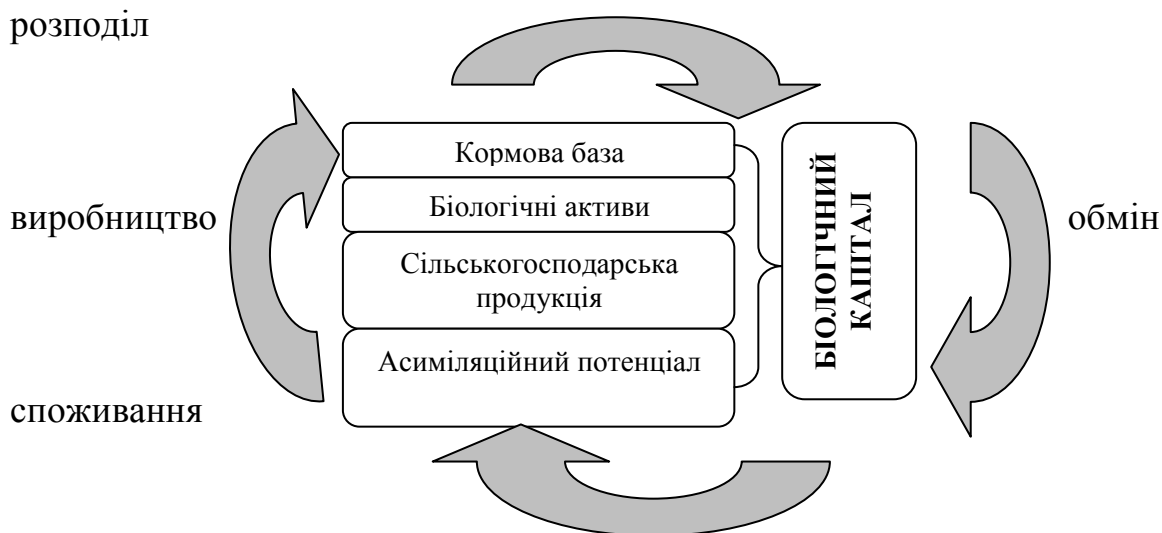 розподіл
Кормова база
Біологічні активи
Сільськогосподарська
продукція
Асиміляційний потенціал
БІОЛОГІЧНИЙ
КАПІТАЛ
виробництво
обмін
споживання